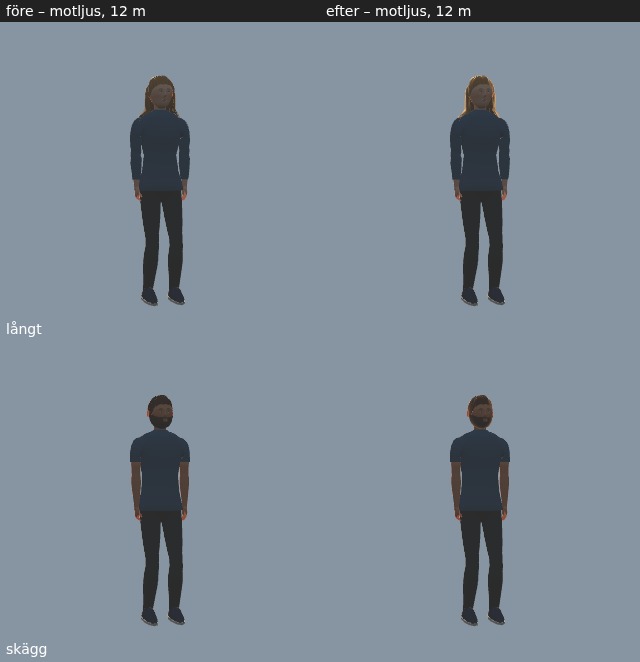 före – motljus, 12 m
efter – motljus, 12 m
långt
skägg